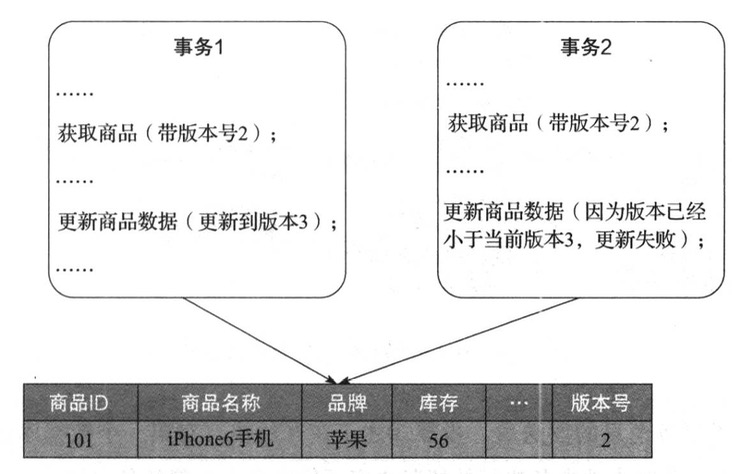 事务1
……
获取商品（带版本号2）；
……
更新商品数据（更新到版本3）；
……
事务2
……
获取商品（带版本号2）；
……
更新商品数据（因为版本已经
小于当前版本3，更新失败）；
商品ID 商品名称 品牌 库存 … 版本号
101 iPhone6手机 苹果 56 2